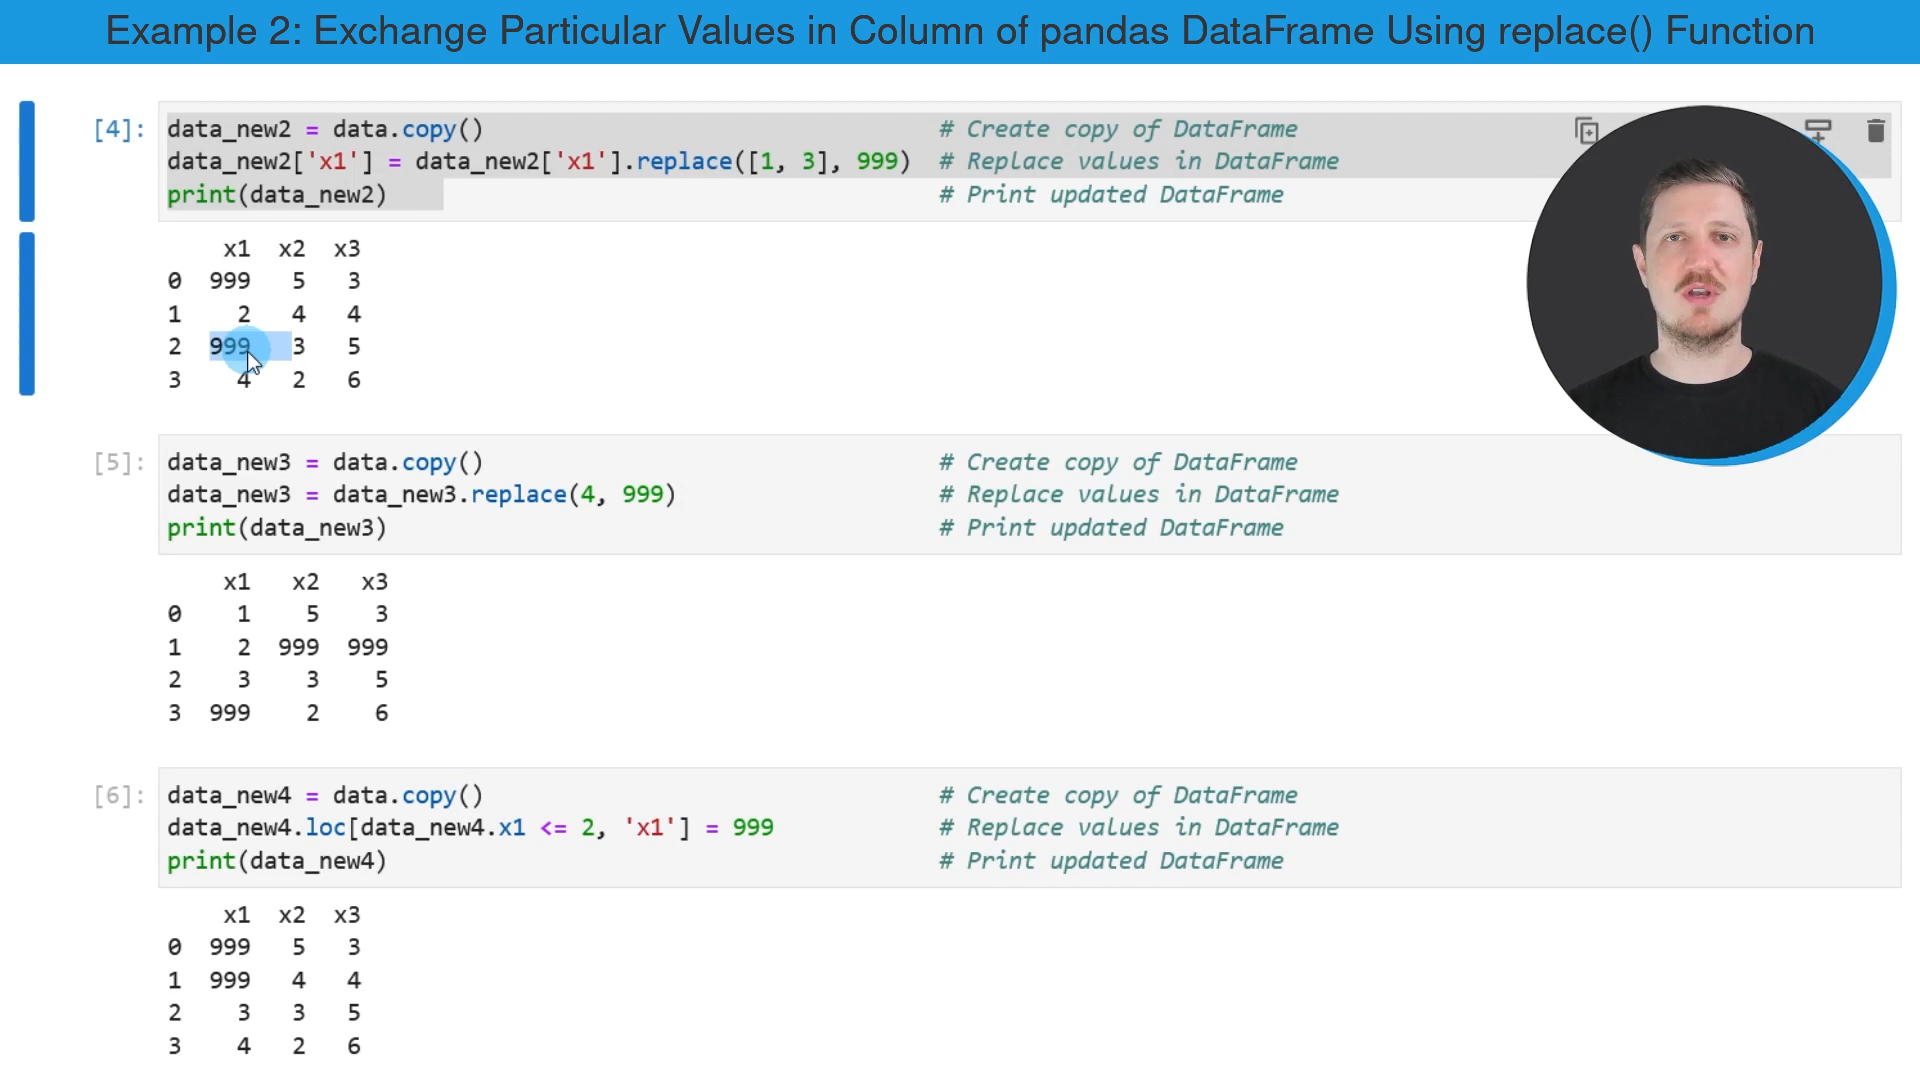 Example 2: Exchange Particular Values in Column of pandas DataFrame Using replace() Function
[4]: data_new2 = data.copy() # Create copy of DataFrame
data_new2['x1'] = data_new2['x1'].replace([1, 3], 999) # Replace values in DataFrame
print(data_new2) # Print updated DataFrame
x1 x2 x3
0 999 5 3
1 2 4 4
2 999 3 5
3 4 2 6
[5]: data_new3 = data.copy() # Create copy of DataFrame
data_new3 = data_new3.replace(4, 999) # Replace values in DataFrame
print(data_new3) # Print updated DataFrame
x1 x2 x3
0 1 5 3
1 2 999 999
2 3 3 5
3 999 2 6
[6]: data_new4 = data.copy() # Create copy of DataFrame
data_new4.loc[data_new4.x1 <= 2, 'x1'] = 999 # Replace values in DataFrame
print(data_new4) # Print updated DataFrame
x1 x2 x3
0 999 5 3
1 999 4 4
2 3 3 5
3 4 2 6